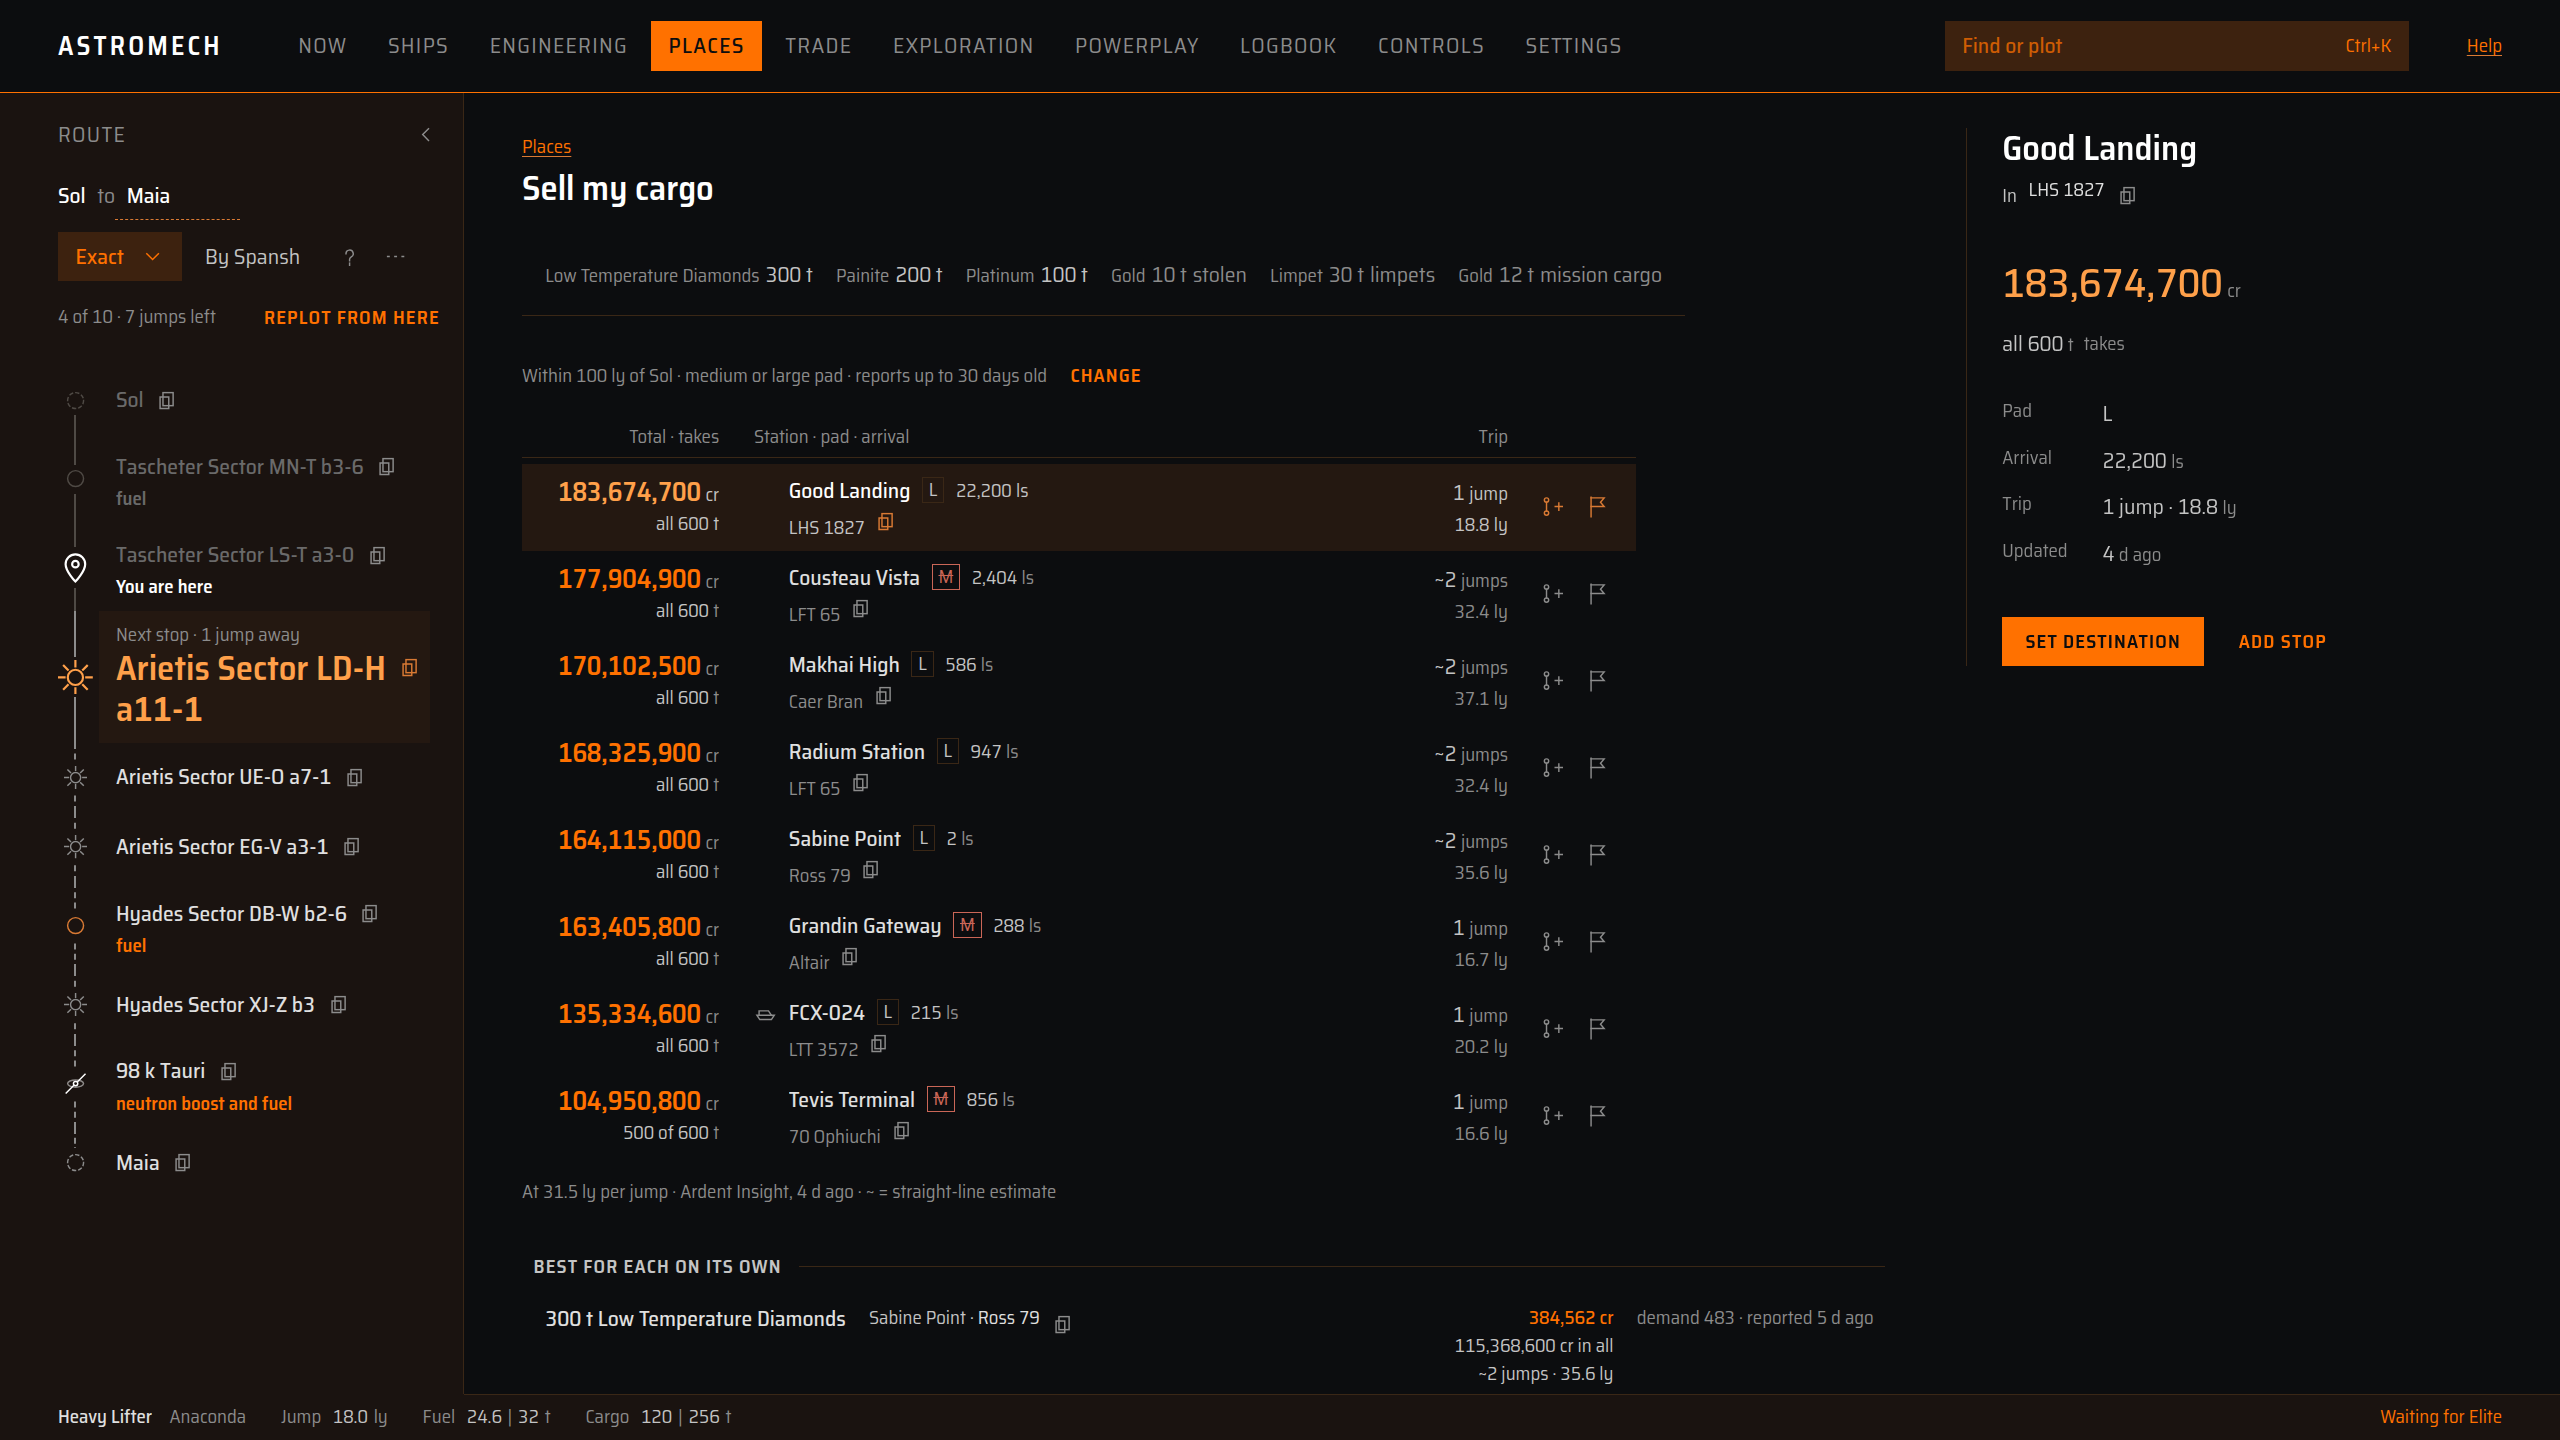 ASTROMECH NOW SHIPS ENGINEERING PLACES TRADE EXPLORATION POWERPLAY LOGBOOK CONTROLS SETTINGS Find or plot Ctrl+K Help
ROUTE
Sol to Maia
Exact By Spansh ? ---
4 of 10 · 7 jumps left REPLOT FROM HERE
Sol
Tascheter Sector MN-T b3-6
fuel
Tascheter Sector LS-T a3-0
You are here
Next stop · 1 jump away
Arietis Sector LD-H
a11-1
Arietis Sector UE-O a7-1
Arietis Sector EG-V a3-1
Hyades Sector DB-W b2-6
fuel
Hyades Sector XJ-Z b3
98 k Tauri
neutron boost and fuel
Maia
Places
Sell my cargo
Low Temperature Diamonds 300 t Painite 200 t Platinum 100 t Gold 10 t stolen Limpet 30 t limpets Gold 12 t mission cargo
Within 100 ly of Sol · medium or large pad · reports up to 30 days old CHANGE
Total · takes Station · pad · arrival Trip
183,674,700 cr Good Landing L 22,200 ls 1 jump
all 600 t LHS 1827 18.8 ly
177,904,900 cr Cousteau Vista M 2,404 ls ~2 jumps
all 600 t LFT 65 32.4 ly
170,102,500 cr Makhai High L 586 ls ~2 jumps
all 600 t Caer Bran 37.1 ly
168,325,900 cr Radium Station L 947 ls ~2 jumps
all 600 t LFT 65 32.4 ly
164,115,000 cr Sabine Point L 2 ls ~2 jumps
all 600 t Ross 79 35.6 ly
163,405,800 cr Grandin Gateway M 288 ls 1 jump
all 600 t Altair 16.7 ly
135,334,600 cr FCX-024 L 215 ls 1 jump
all 600 t LTT 3572 20.2 ly
104,950,800 cr Tevis Terminal M 856 ls 1 jump
500 of 600 t 70 Ophiuchi 16.6 ly
At 31.5 ly per jump · Ardent Insight, 4 d ago · ~ = straight-line estimate
BEST FOR EACH ON ITS OWN
300 t Low Temperature Diamonds Sabine Point · Ross 79 384,562 cr demand 483 · reported 5 d ago
115,368,600 cr in all
~2 jumps · 35.6 ly
Good Landing
In LHS 1827
183,674,700 cr
all 600 t takes
Pad L
Arrival 22,200 ls
Trip 1 jump · 18.8 ly
Updated 4 d ago
SET DESTINATION ADD STOP
Heavy Lifter Anaconda Jump 18.0 ly Fuel 24.6 | 32 t Cargo 120 | 256 t Waiting for Elite